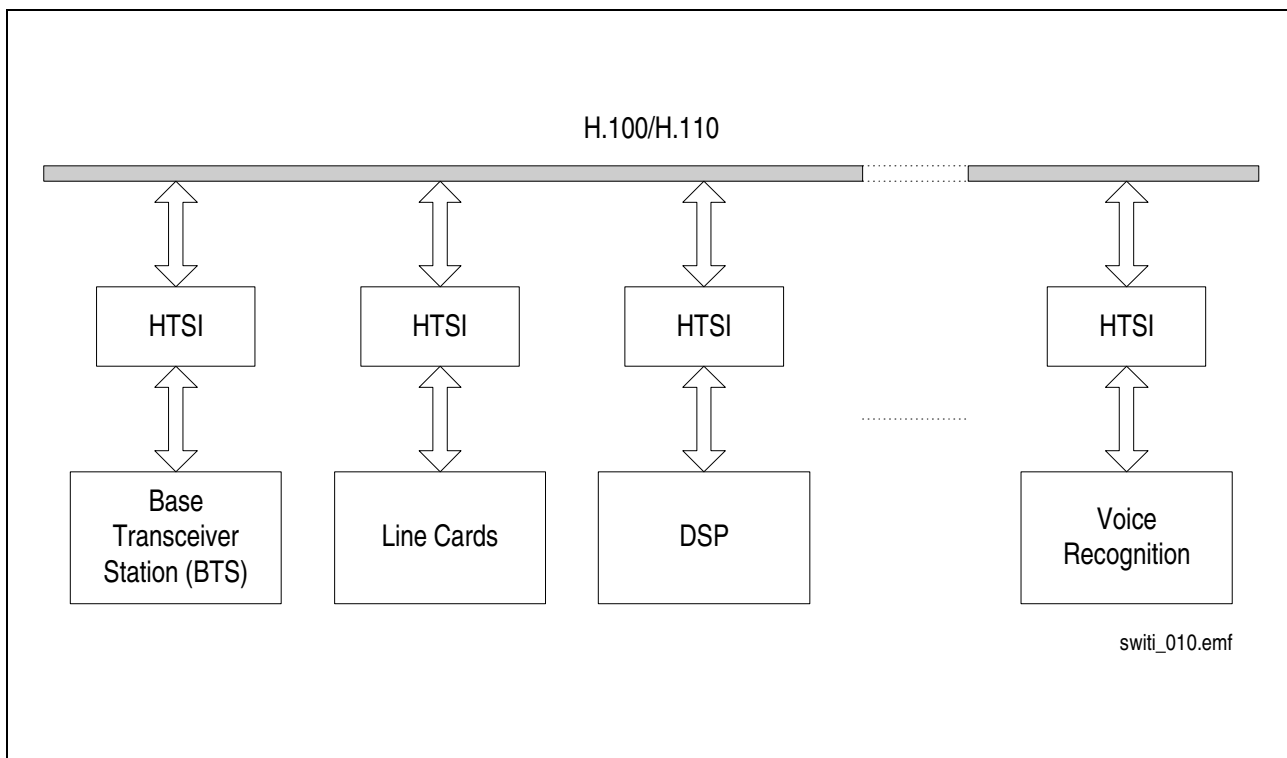 H.100/H.110
HTSI
HTSI
HTSI
HTSI
Base
Transceiver
Station (BTS)
Line Cards
DSP
Voice
Recognition
switi_010.emf